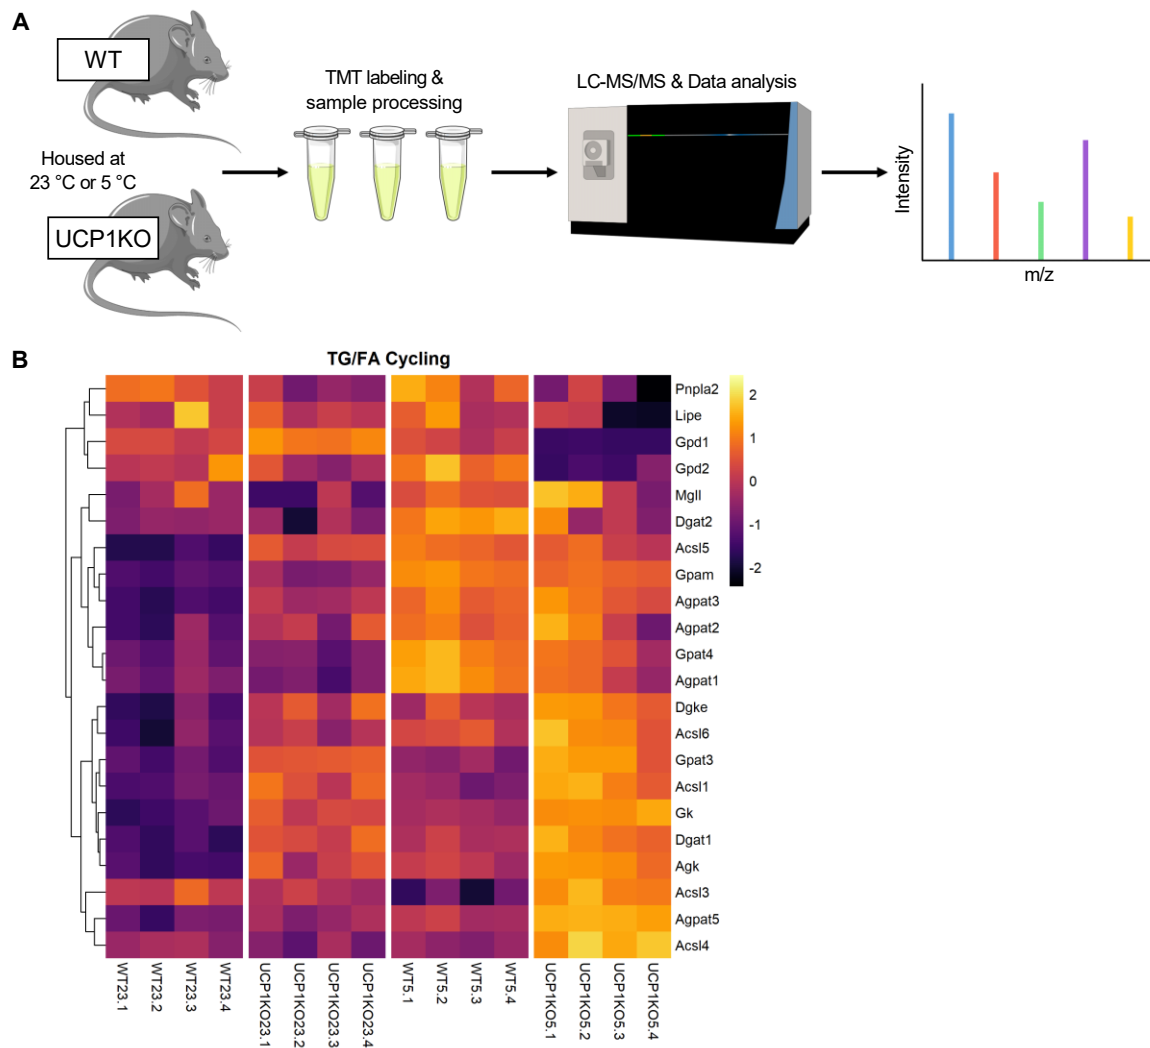 A
WT
Housed at
23 °C or 5 °C
UCP1KO
TMT labeling &
sample processing
LC-MS/MS & Data analysis
Intensity
m/z
B
TG/FA Cycling
Pnpla2
Lipe
Gpd1
Gpd2
Mgll
Dgat2
Acsl5
Gpam
Agpat3
Agpat2
Gpat4
Agpat1
Dgke
Acsl6
Gpat3
Acsl1
Gk
Dgat1
Agk
Acsl3
Agpat5
Acsl4
2
1
0
-1
-2
WT23.1
WT23.2
WT23.3
WT23.4
UCP1KO23.1
UCP1KO23.2
UCP1KO23.3
UCP1KO23.4
WT5.1
WT5.2
WT5.3
WT5.4
UCP1KO5.1
UCP1KO5.2
UCP1KO5.3
UCP1KO5.4